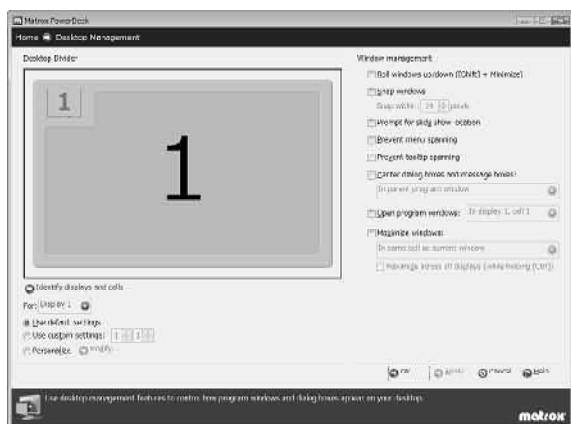 Matrox PowerDesk
Home Desktop Management
Desktop Divider
1
1
Identify displays and cells
For: Display 1
Use default settings
Use custom settings: 1 1
Personalize Modify
Window management
Roll windows up/down ([Shift] + Minimize)
Snap windows
Snap within: pixels
Prompt for slide show location
Prevent menu spanning
Prevent tooltip spanning
Center dialog boxes and message boxes:
In parent program window
Open program windows: In display 1, cell 1
Maximize windows:
In same cell as current window
Maximize across all displays (while holding [Ctrl])
OK Apply Cancel Help
Use desktop management features to control how program windows and dialog boxes appear on your desktop.
matrox